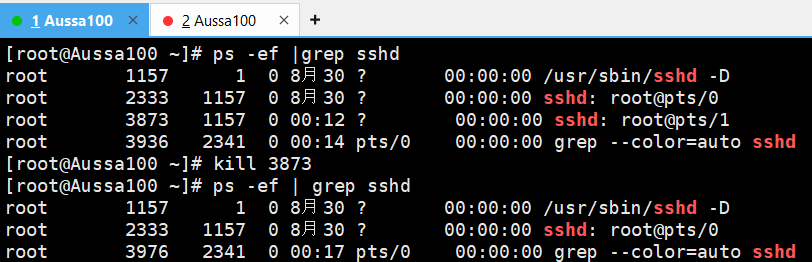 1 Aussa100 × 2 Aussa100 × +
[root@Aussa100 ~]# ps -ef |grep sshd
root 1157 1 0 8月30 ? 00:00:00 /usr/sbin/sshd -D
root 2333 1157 0 8月30 ? 00:00:00 sshd: root@pts/0
root 3873 1157 0 00:12 ? 00:00:00 sshd: root@pts/1
root 3936 2341 0 00:14 pts/0 00:00:00 grep --color=auto sshd
[root@Aussa100 ~]# kill 3873
[root@Aussa100 ~]# ps -ef | grep sshd
root 1157 1 0 8月30 ? 00:00:00 /usr/sbin/sshd -D
root 2333 1157 0 8月30 ? 00:00:00 sshd: root@pts/0
root 3976 2341 0 00:17 pts/0 00:00:00 grep --color=auto sshd